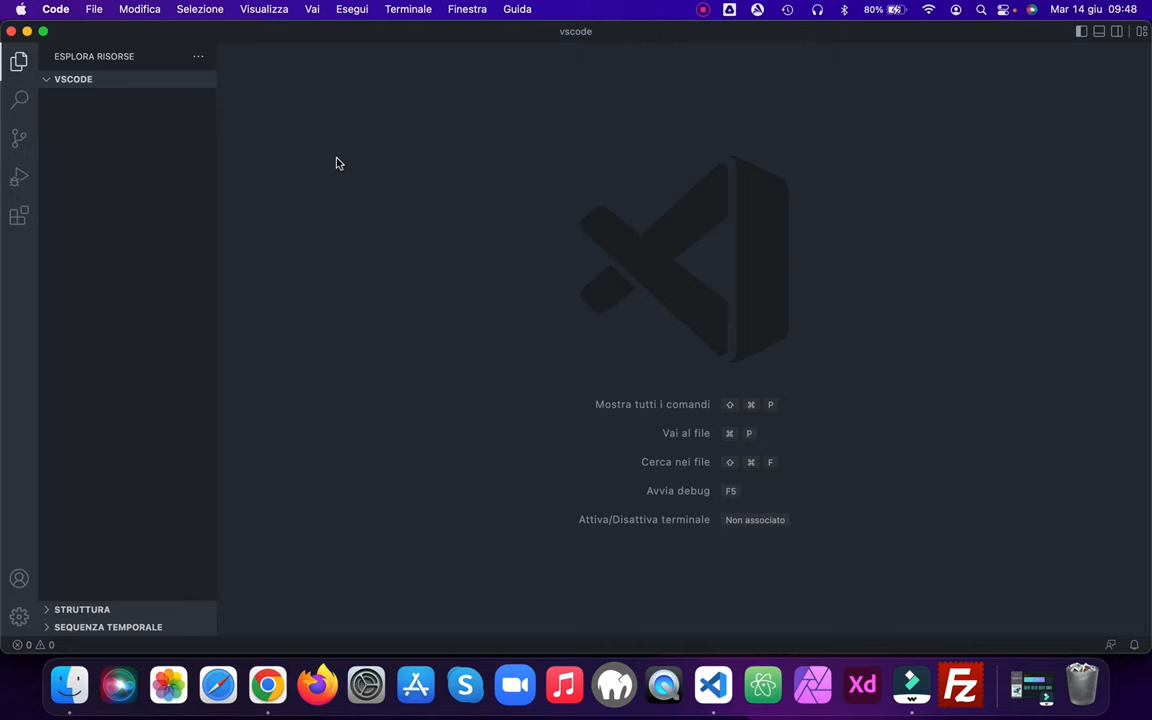 Code File Modifica Selezione Visualizza Vai Esegui Terminale Finestra Guida 80% Mar 14 giu 09:48
vscode
ESPLORA RISORSE ...
VSCODE
Mostra tutti i comandi ⇧ ⌘ P
Vai al file ⌘ P
Cerca nei file ⇧ ⌘ F
Avvia debug F5
Attiva/Disattiva terminale Non associato
STRUTTURA
SEQUENZA TEMPORALE
0 0
S Xd Fz